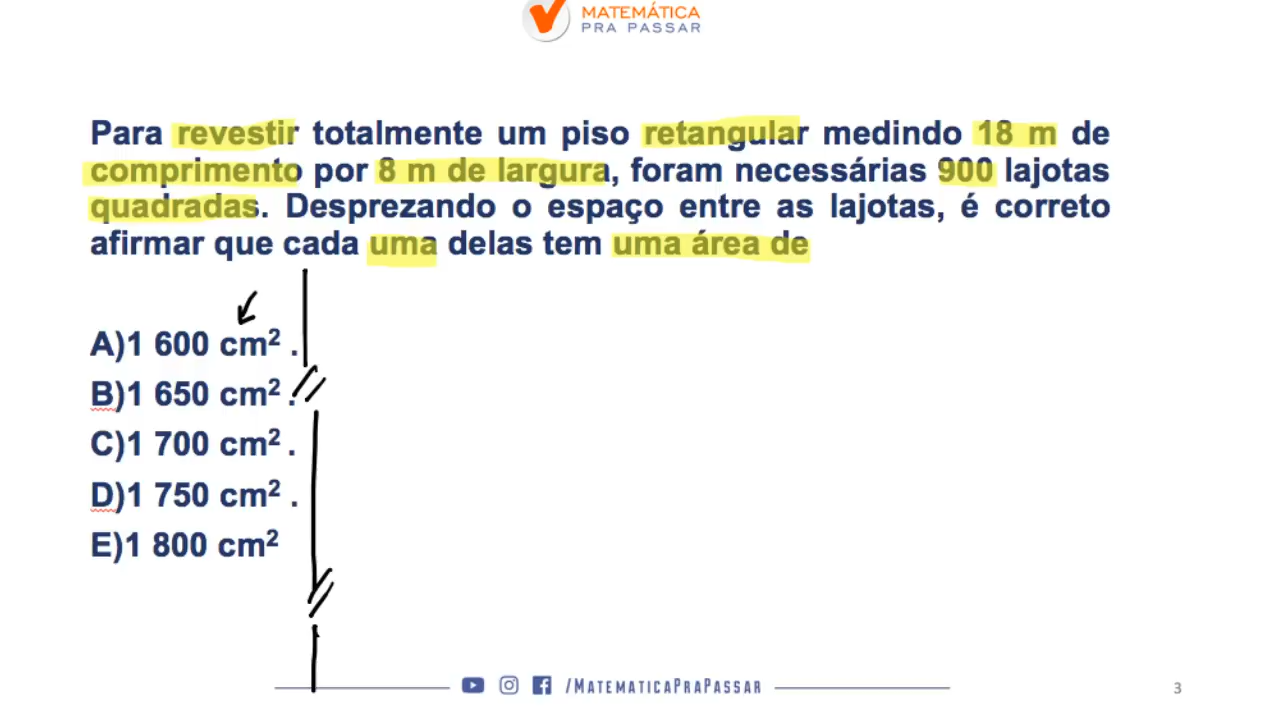 MATEMÁTICA
PRA PASSAR
Para revestir totalmente um piso retangular medindo 18 m de
comprimento por 8 m de largura, foram necessárias 900 lajotas
quadradas. Desprezando o espaço entre as lajotas, é correto
afirmar que cada uma delas tem uma área de
A)1 600 cm² .
B)1 650 cm² .
C)1 700 cm² .
D)1 750 cm² .
E)1 800 cm²
/MATEMATICAPRAPASSAR
3